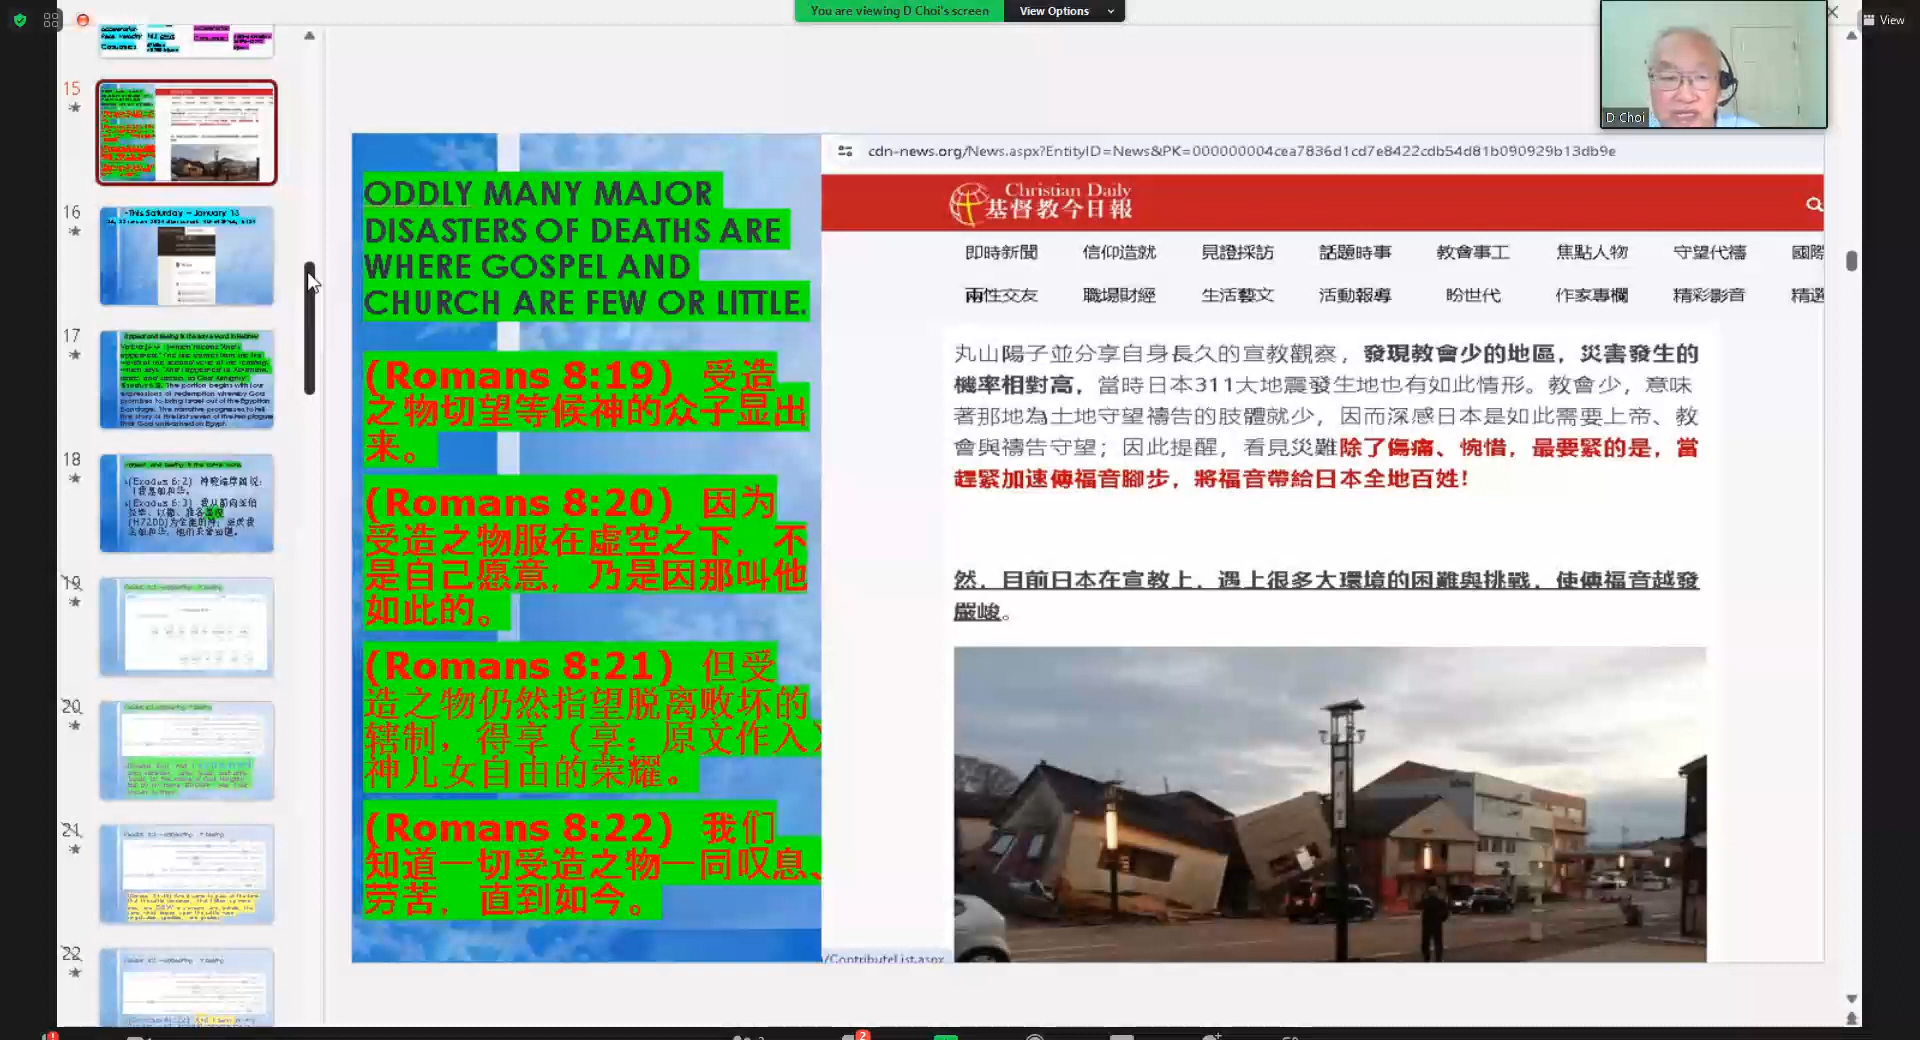 You are viewing D Choi's screen
View Options
View
D Choi
15
16
-This Saturday – January 13
17
18
19
20
21
22
ODDLY MANY MAJOR
DISASTERS OF DEATHS ARE
WHERE GOSPEL AND
CHURCH ARE FEW OR LITTLE.
(Romans 8:19) 受造
之物切望等候神的众子显出
来。
(Romans 8:20) 因为
受造之物服在虚空之下，不
是自己愿意，乃是因那叫他
如此的。
(Romans 8:21) 但受
造之物仍然指望脱离败坏的
辖制，得享（享：原文作入）
神儿女自由的荣耀。
(Romans 8:22) 我们
知道一切受造之物一同叹息、
劳苦，直到如今。
cdn-news.org/News.aspx?EntityID=News&PK=000000004cea7836d1cd7e8422cdb54d81b090929b13db9e
Christian Daily
基督教今日報
即時新聞 信仰造就 見證採訪 話題時事 教會事工 焦點人物 守望代禱 國際
兩性交友 職場財經 生活藝文 活動報導 盼世代 作家專欄 精彩影音 精選
丸山陽子並分享自身長久的宣教觀察，發現教會少的地區，災害發生的
機率相對高，當時日本311大地震發生地也有如此情形。教會少，意味
著那地為土地守望禱告的肢體就少，因而深感日本是如此需要上帝、教
會與禱告守望；因此提醒，看見災難除了傷痛、惋惜，最要緊的是，當
趕緊加速傳福音腳步，將福音帶給日本全地百姓！
然，目前日本在宣教上，遇上很多大環境的困難與挑戰，使傳福音越發
嚴峻。
/ContributeList.aspx